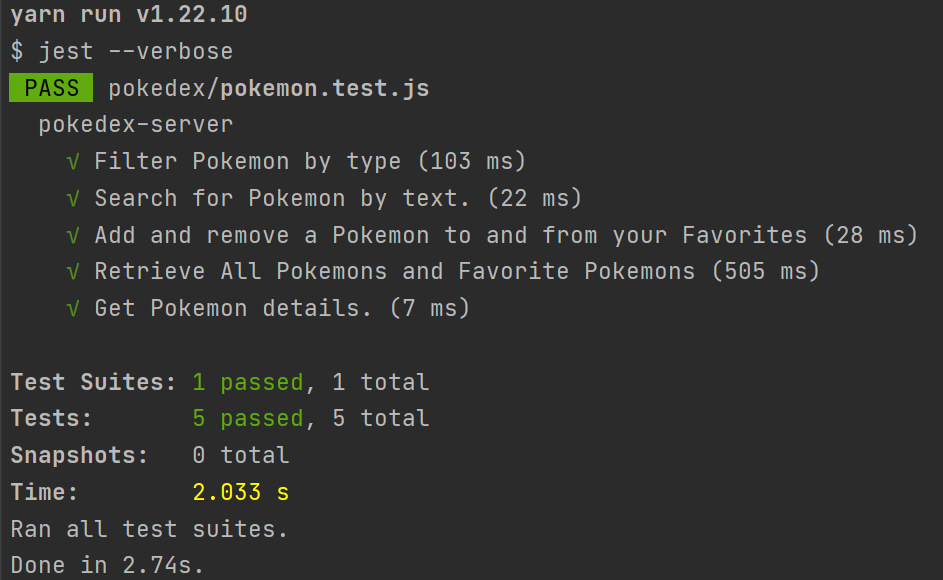 yarn run v1.22.10
$ jest --verbose
PASS pokedex/pokemon.test.js
pokedex-server
√ Filter Pokemon by type (103 ms)
√ Search for Pokemon by text. (22 ms)
√ Add and remove a Pokemon to and from your Favorites (28 ms)
√ Retrieve All Pokemons and Favorite Pokemons (505 ms)
√ Get Pokemon details. (7 ms)
Test Suites: 1 passed, 1 total
Tests: 5 passed, 5 total
Snapshots: 0 total
Time: 2.033 s
Ran all test suites.
Done in 2.74s.